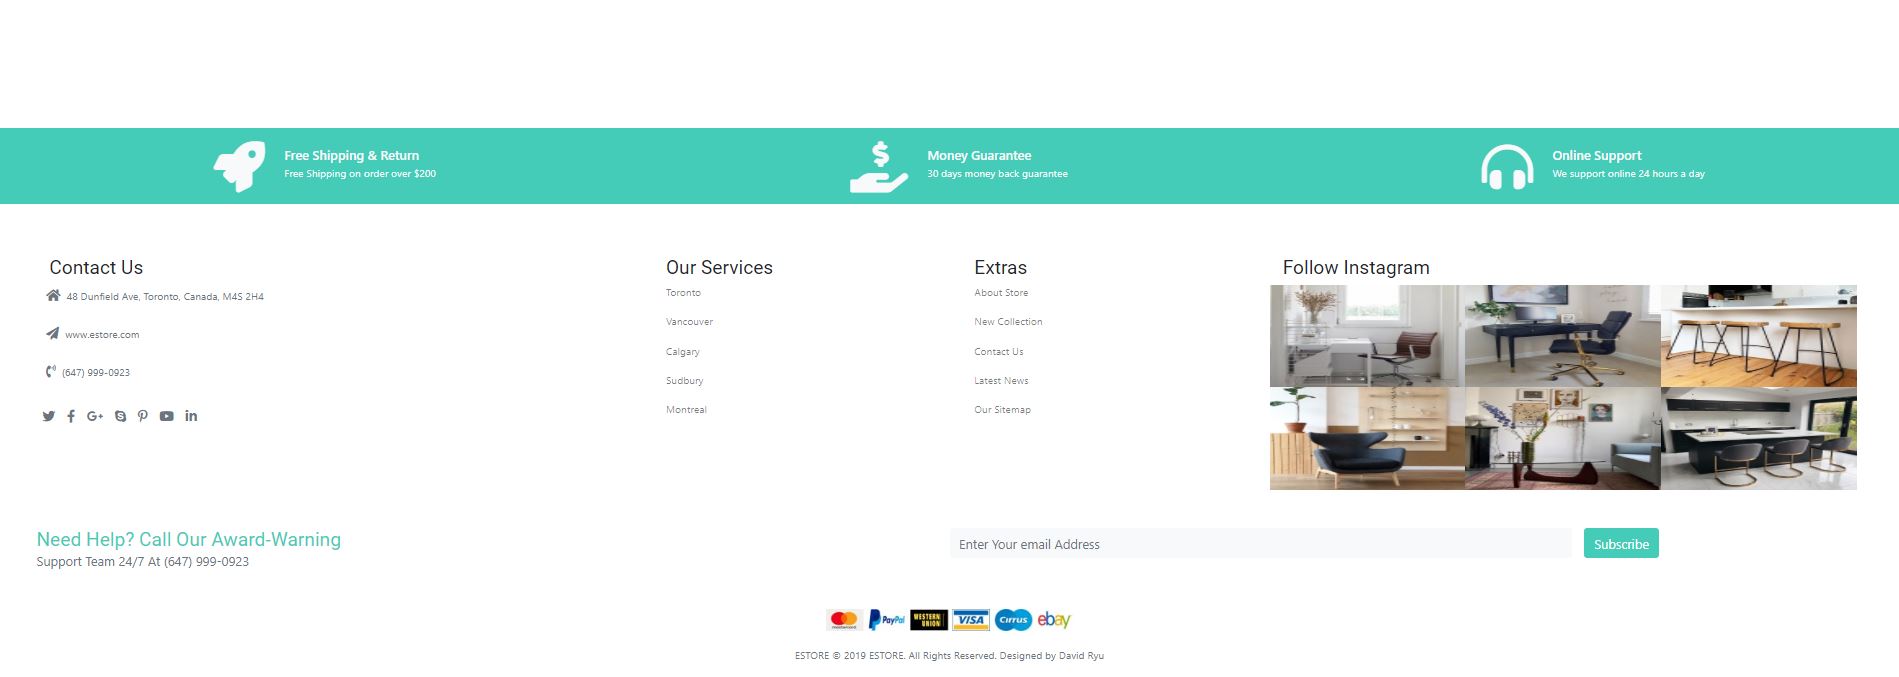 Free Shipping & Return
Free Shipping on order over $200
Money Guarantee
30 days money back guarantee
Online Support
We support online 24 hours a day
Contact Us
48 Dunfield Ave, Toronto, Canada, M4S 2H4
www.estore.com
(647) 999-0923
Our Services
Toronto
Vancouver
Calgary
Sudbury
Montreal
Extras
About Store
New Collection
Contact Us
Latest News
Our Sitemap
Follow Instagram
Need Help? Call Our Award-Warning
Support Team 24/7 At (647) 999-0923
Enter Your email Address
Subscribe
mastercard PayPal WESTERN UNION VISA Cirrus ebay
ESTORE © 2019 ESTORE. All Rights Reserved. Designed by David Ryu